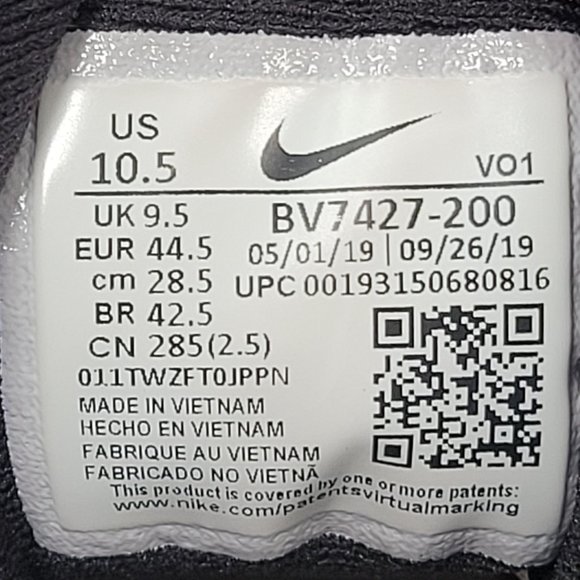 US
10.5
VO1
UK 9.5
BV7427-200
EUR 44.5
05/01/19 | 09/26/19
cm 28.5
UPC 00193150680816
BR 42.5
CN 285(2.5)
011TWZFT0JPPN
MADE IN VIETNAM
HECHO EN VIETNAM
FABRIQUE AU VIETNAM
FABRICADO NO VIETNÃ
This product is covered by one or more patents:
www.nike.com/patentsvirtualmarking